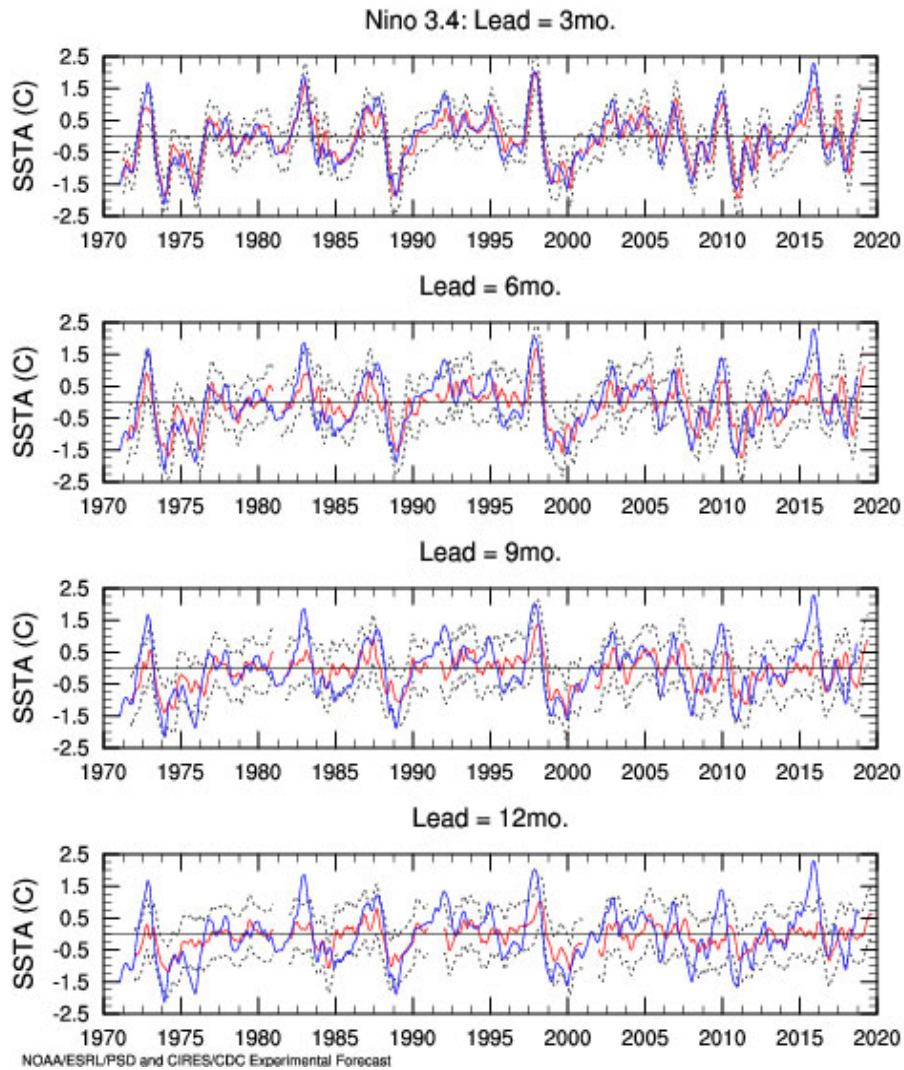 Nino 3.4: Lead = 3mo.
SSTA (C)
2.5
1.5
0.5
-0.5
-1.5
-2.5
1970 1975 1980 1985 1990 1995 2000 2005 2010 2015 2020
Lead = 6mo.
SSTA (C)
2.5
1.5
0.5
-0.5
-1.5
-2.5
1970 1975 1980 1985 1990 1995 2000 2005 2010 2015 2020
Lead = 9mo.
SSTA (C)
2.5
1.5
0.5
-0.5
-1.5
-2.5
1970 1975 1980 1985 1990 1995 2000 2005 2010 2015 2020
Lead = 12mo.
SSTA (C)
2.5
1.5
0.5
-0.5
-1.5
-2.5
1970 1975 1980 1985 1990 1995 2000 2005 2010 2015 2020
NOAA/ESRL/PSD and CIRES/CDC Experimental Forecast